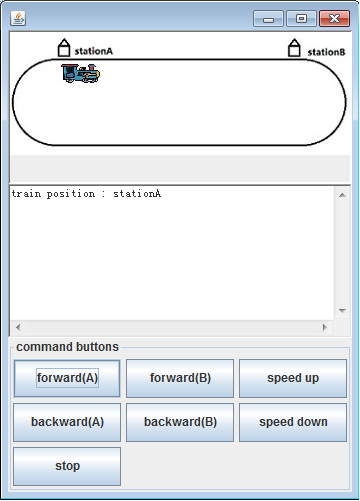 stationA
stationB
train position : stationA
command buttons
forward(A)
forward(B)
speed up
backward(A)
backward(B)
speed down
stop